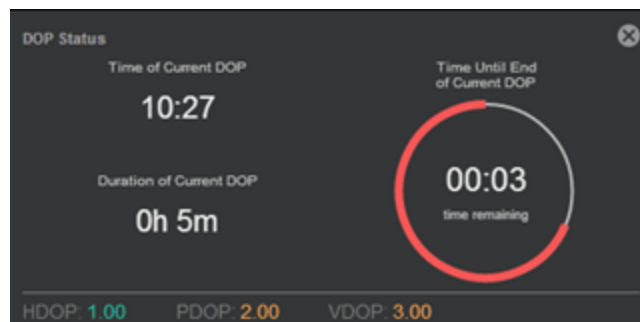 DOP Status
Time of Current DOP
10:27
Duration of Current DOP
0h 5m
Time Until End
of Current DOP
00:03
time remaining
HDOP: 1.00 PDOP: 2.00 VDOP: 3.00